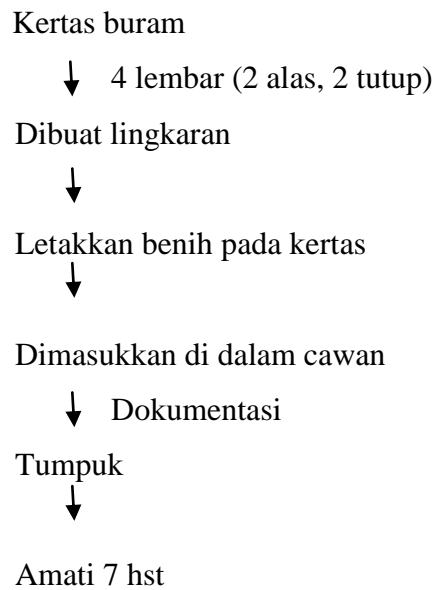 Kertas buram
4 lembar (2 alas, 2 tutup)
Dibuat lingkaran
Letakkan benih pada kertas
Dimasukkan di dalam cawan
Dokumentasi
Tumpuk
Amati 7 hst